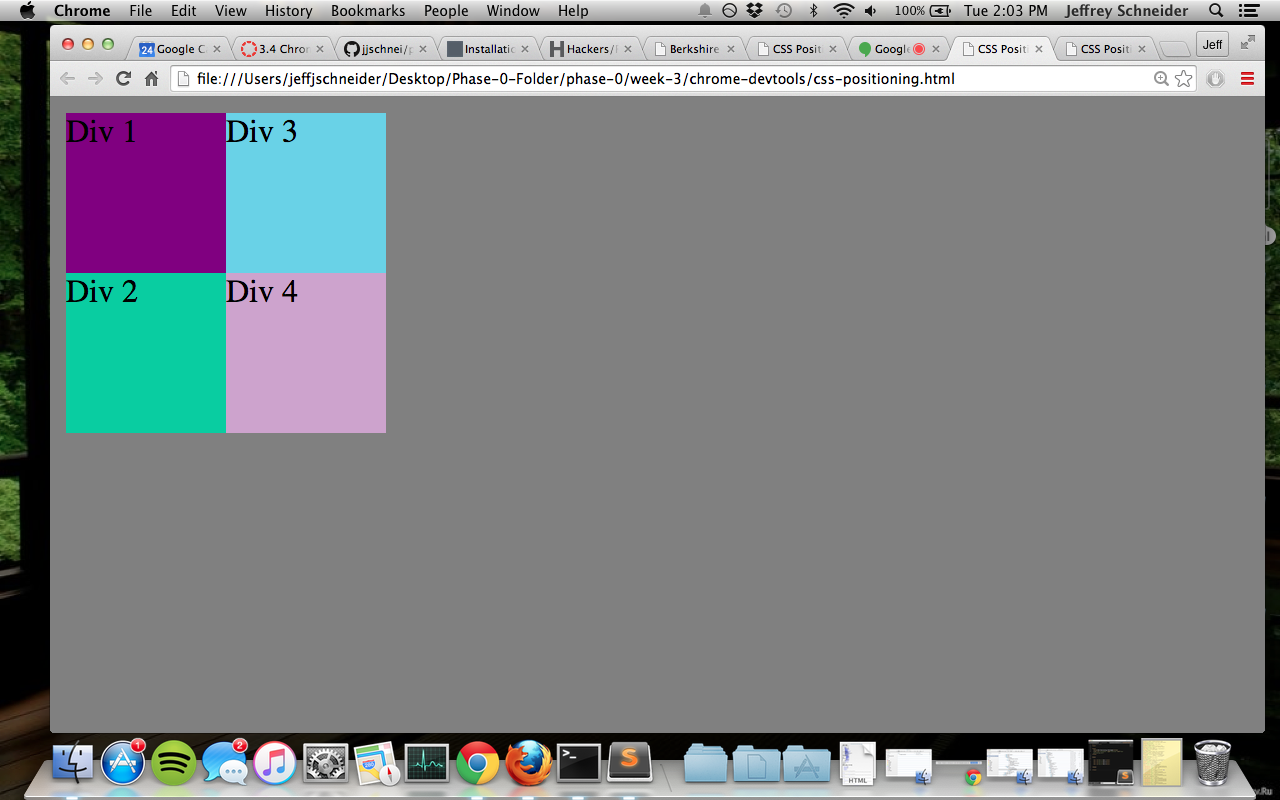 Chrome File Edit View History Bookmarks People Window Help 100% Tue 2:03 PM Jeffrey Schneider
24 Google C 3.4 Chron jjschnei/p Installatic Hackers/ Berkshire CSS Posit Google CSS Posit CSS Posit Jeff
file:///Users/jeffjschneider/Desktop/Phase-0-Folder/phase-0/week-3/chrome-devtools/css-positioning.html
Div 1 Div 3
Div 2 Div 4
1 2
HTML